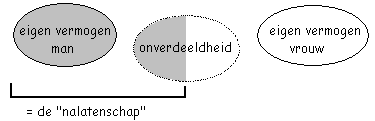 eigen vermogen
man
onverdeeldheid
eigen vermogen
vrouw
= de "nalatenschap"